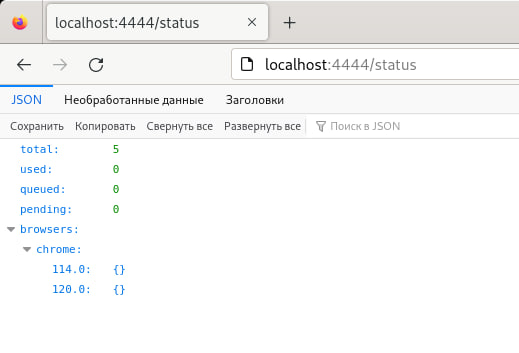 localhost:4444/status
localhost:4444/status
JSON Необработанные данные Заголовки
Сохранить Копировать Свернуть все Развернуть все Поиск в JSON
total: 5
used: 0
queued: 0
pending: 0
browsers:
chrome:
114.0: {}
120.0: {}